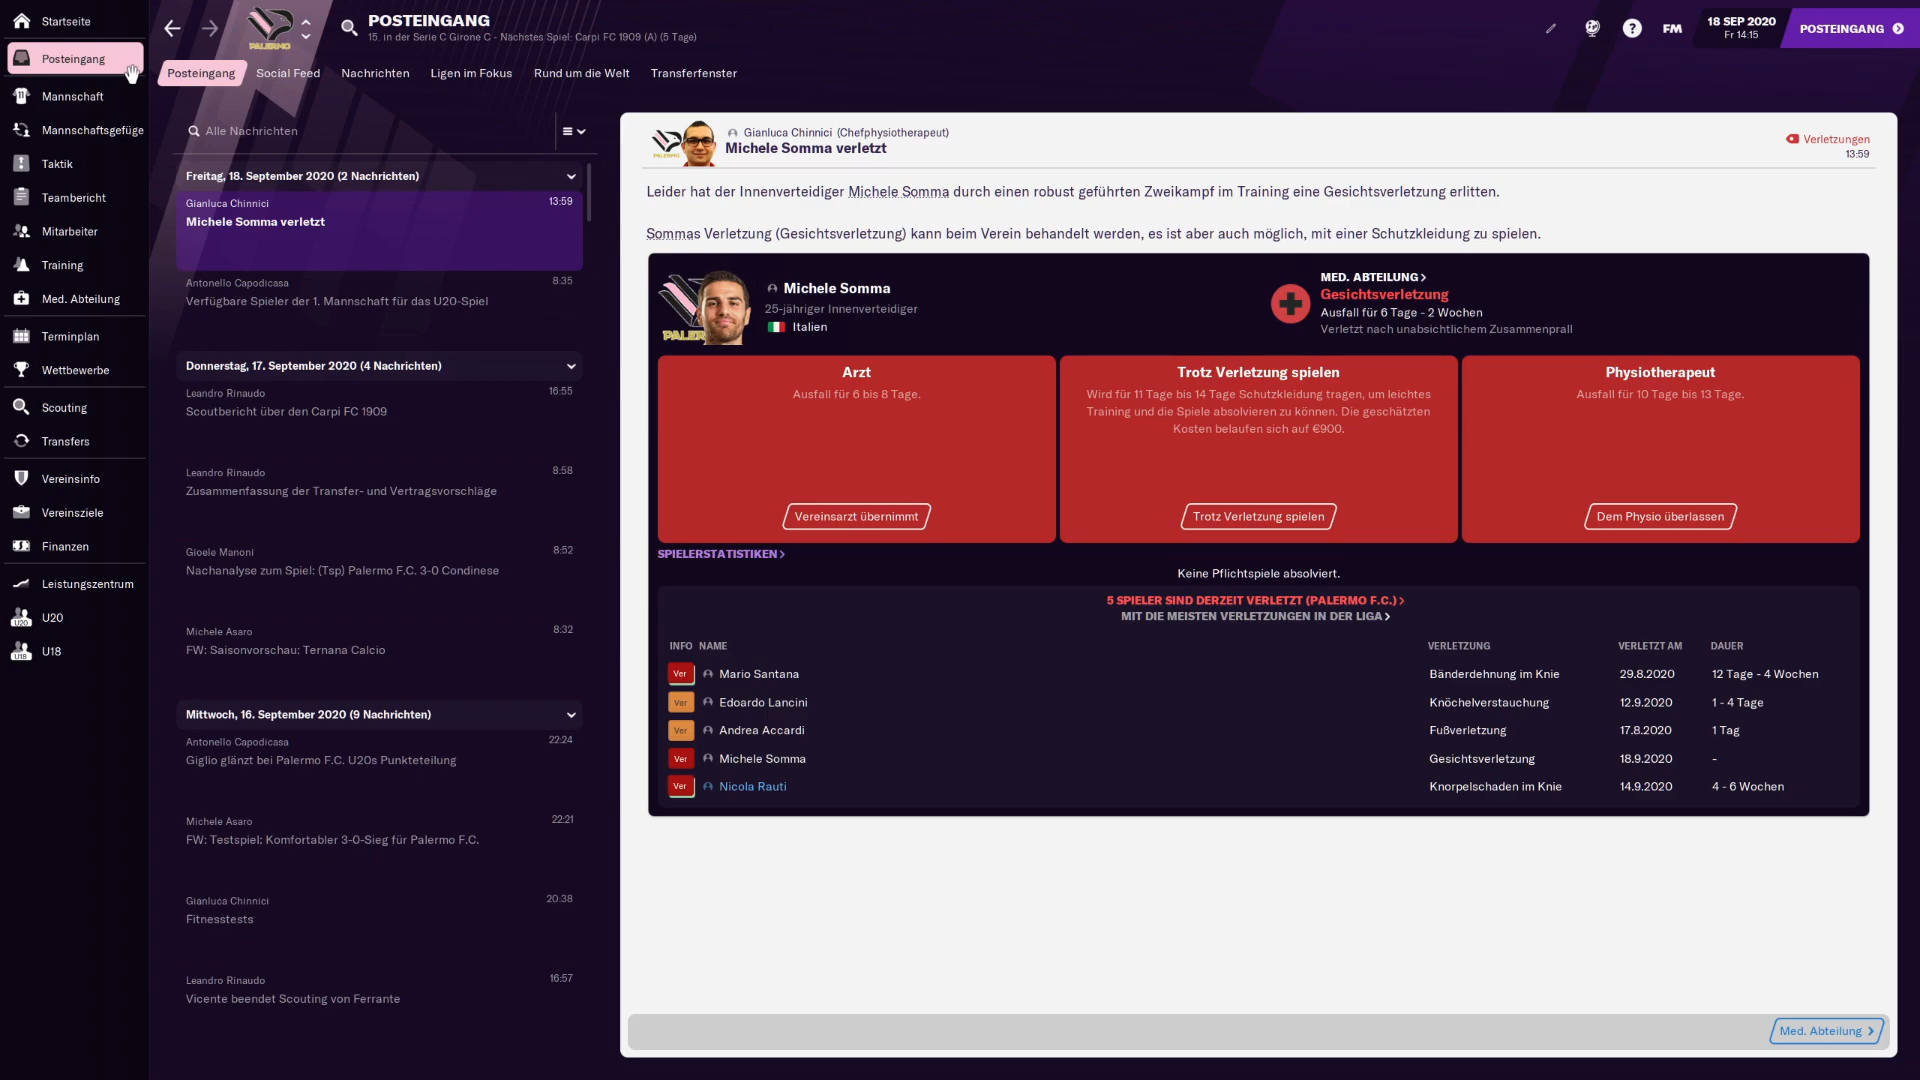 Startseite
Posteingang
Mannschaft
Mannschaftsgefüge
Taktik
Teambericht
Mitarbeiter
Training
Med. Abteilung
Terminplan
Wettbewerbe
Scouting
Transfers
Vereinsinfo
Vereinsziele
Finanzen
Leistungszentrum
U20
U18
PALERMO
POSTEINGANG
15. in der Serie C Girone C - Nächstes Spiel: Carpi FC 1909 (A) (5 Tage)
FM
18 SEP 2020
Fr 14:15
POSTEINGANG
Posteingang Social Feed Nachrichten Ligen im Fokus Rund um die Welt Transferfenster
Alle Nachrichten
Freitag, 18. September 2020 (2 Nachrichten)
Gianluca Chinnici 13:59
Michele Somma verletzt
Antonello Capodicasa 8:35
Verfügbare Spieler der 1. Mannschaft für das U20-Spiel
Donnerstag, 17. September 2020 (4 Nachrichten)
Leandro Rinaudo 16:55
Scoutbericht über den Carpi FC 1909
Leandro Rinaudo 8:58
Zusammenfassung der Transfer- und Vertragsvorschläge
Gioele Manoni 8:52
Nachanalyse zum Spiel: (Tsp) Palermo F.C. 3-0 Condinese
Michele Asaro 8:32
FW: Saisonvorschau: Ternana Calcio
Mittwoch, 16. September 2020 (9 Nachrichten)
Antonello Capodicasa 22:24
Giglio glänzt bei Palermo F.C. U20s Punkteteilung
Michele Asaro 22:21
FW: Testspiel: Komfortabler 3-0-Sieg für Palermo F.C.
Gianluca Chinnici 20:38
Fitnesstests
Leandro Rinaudo 16:57
Vicente beendet Scouting von Ferrante
Gianluca Chinnici (Chefphysiotherapeut)
Michele Somma verletzt
Verletzungen
13:59
Leider hat der Innenverteidiger Michele Somma durch einen robust geführten Zweikampf im Training eine Gesichtsverletzung erlitten.
Sommas Verletzung (Gesichtsverletzung) kann beim Verein behandelt werden, es ist aber auch möglich, mit einer Schutzkleidung zu spielen.
Michele Somma
25-jähriger Innenverteidiger
Italien
MED. ABTEILUNG
Gesichtsverletzung
Ausfall für 6 Tage - 2 Wochen
Verletzt nach unabsichtlichem Zusammenprall
Arzt
Ausfall für 6 bis 8 Tage.
Vereinsarzt übernimmt
Trotz Verletzung spielen
Wird für 11 Tage bis 14 Tage Schutzkleidung tragen, um leichtes
Training und die Spiele absolvieren zu können. Die geschätzten
Kosten belaufen sich auf €900.
Trotz Verletzung spielen
Physiotherapeut
Ausfall für 10 Tage bis 13 Tage.
Dem Physio überlassen
SPIELERSTATISTIKEN
Keine Pflichtspiele absolviert.
5 SPIELER SIND DERZEIT VERLETZT (PALERMO F.C.)
MIT DIE MEISTEN VERLETZUNGEN IN DER LIGA
INFO NAME VERLETZUNG VERLETZT AM DAUER
Ver Mario Santana Bänderdehnung im Knie 29.8.2020 12 Tage - 4 Wochen
Ver Edoardo Lancini Knöchelverstauchung 12.9.2020 1 - 4 Tage
Ver Andrea Accardi Fußverletzung 17.8.2020 1 Tag
Ver Michele Somma Gesichtsverletzung 18.9.2020 -
Ver Nicola Rauti Knorpelschaden im Knie 14.9.2020 4 - 6 Wochen
Med. Abteilung